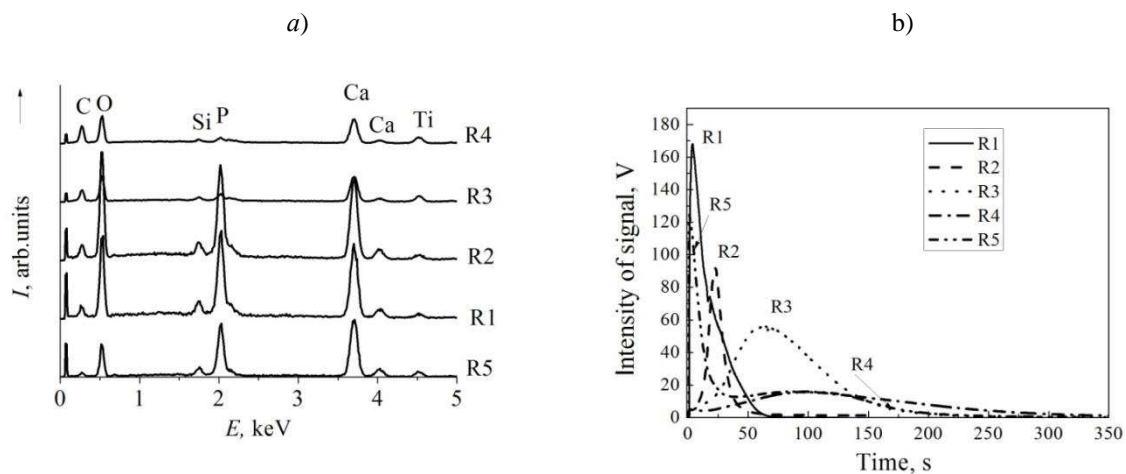 a)
C O Si P Ca Ca Ti
R4
R3
R2
R1
R5
I, arb.units
0 1 2 3 4 5
E, keV
b)
180
160
140
120
100
80
60
40
20
0
Intensity of signal, V
R1
R5
R2
R3
R4
R1
R2
R3
R4
R5
0 50 100 150 200 250 300 350
Time, s